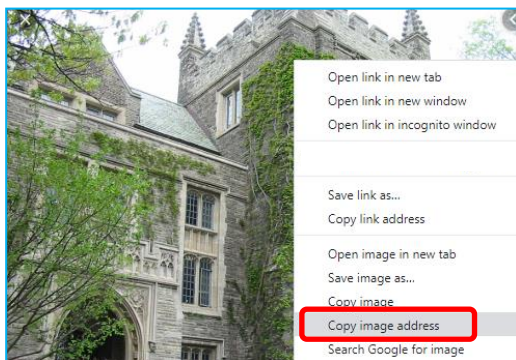 Open link in new tab
Open link in new window
Open link in incognito window
Save link as...
Copy link address
Open image in new tab
Save image as...
Copy image
Copy image address
Search Google for image